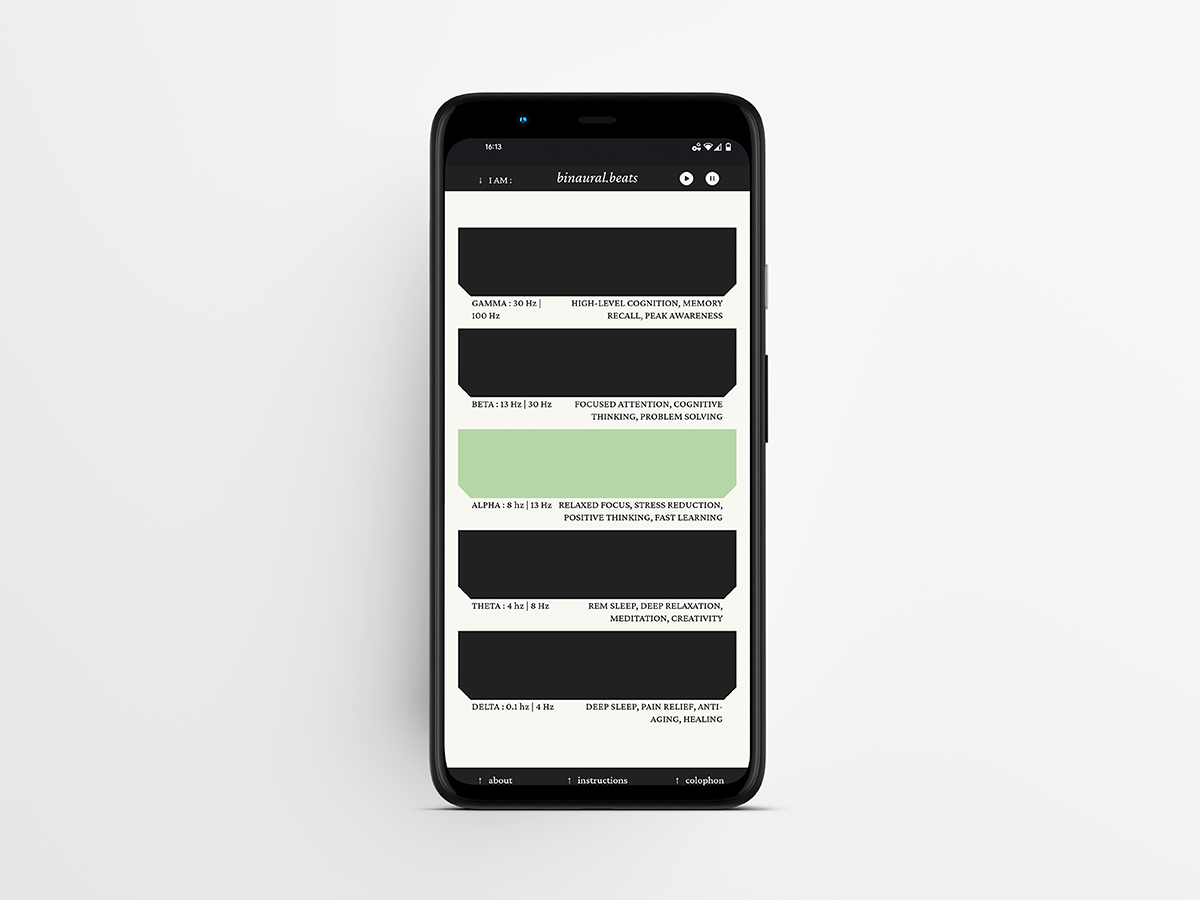 16:13
↓ I AM :
binaural.beats
GAMMA : 30 Hz |
100 Hz
HIGH-LEVEL COGNITION, MEMORY
RECALL, PEAK AWARENESS
BETA : 13 Hz | 30 Hz
FOCUSED ATTENTION, COGNITIVE
THINKING, PROBLEM SOLVING
ALPHA : 8 hz | 13 Hz
RELAXED FOCUS, STRESS REDUCTION,
POSITIVE THINKING, FAST LEARNING
THETA : 4 hz | 8 Hz
REM SLEEP, DEEP RELAXATION,
MEDITATION, CREATIVITY
DELTA : 0.1 hz | 4 Hz
DEEP SLEEP, PAIN RELIEF, ANTI-
AGING, HEALING
↑ about
↑ instructions
↑ colophon